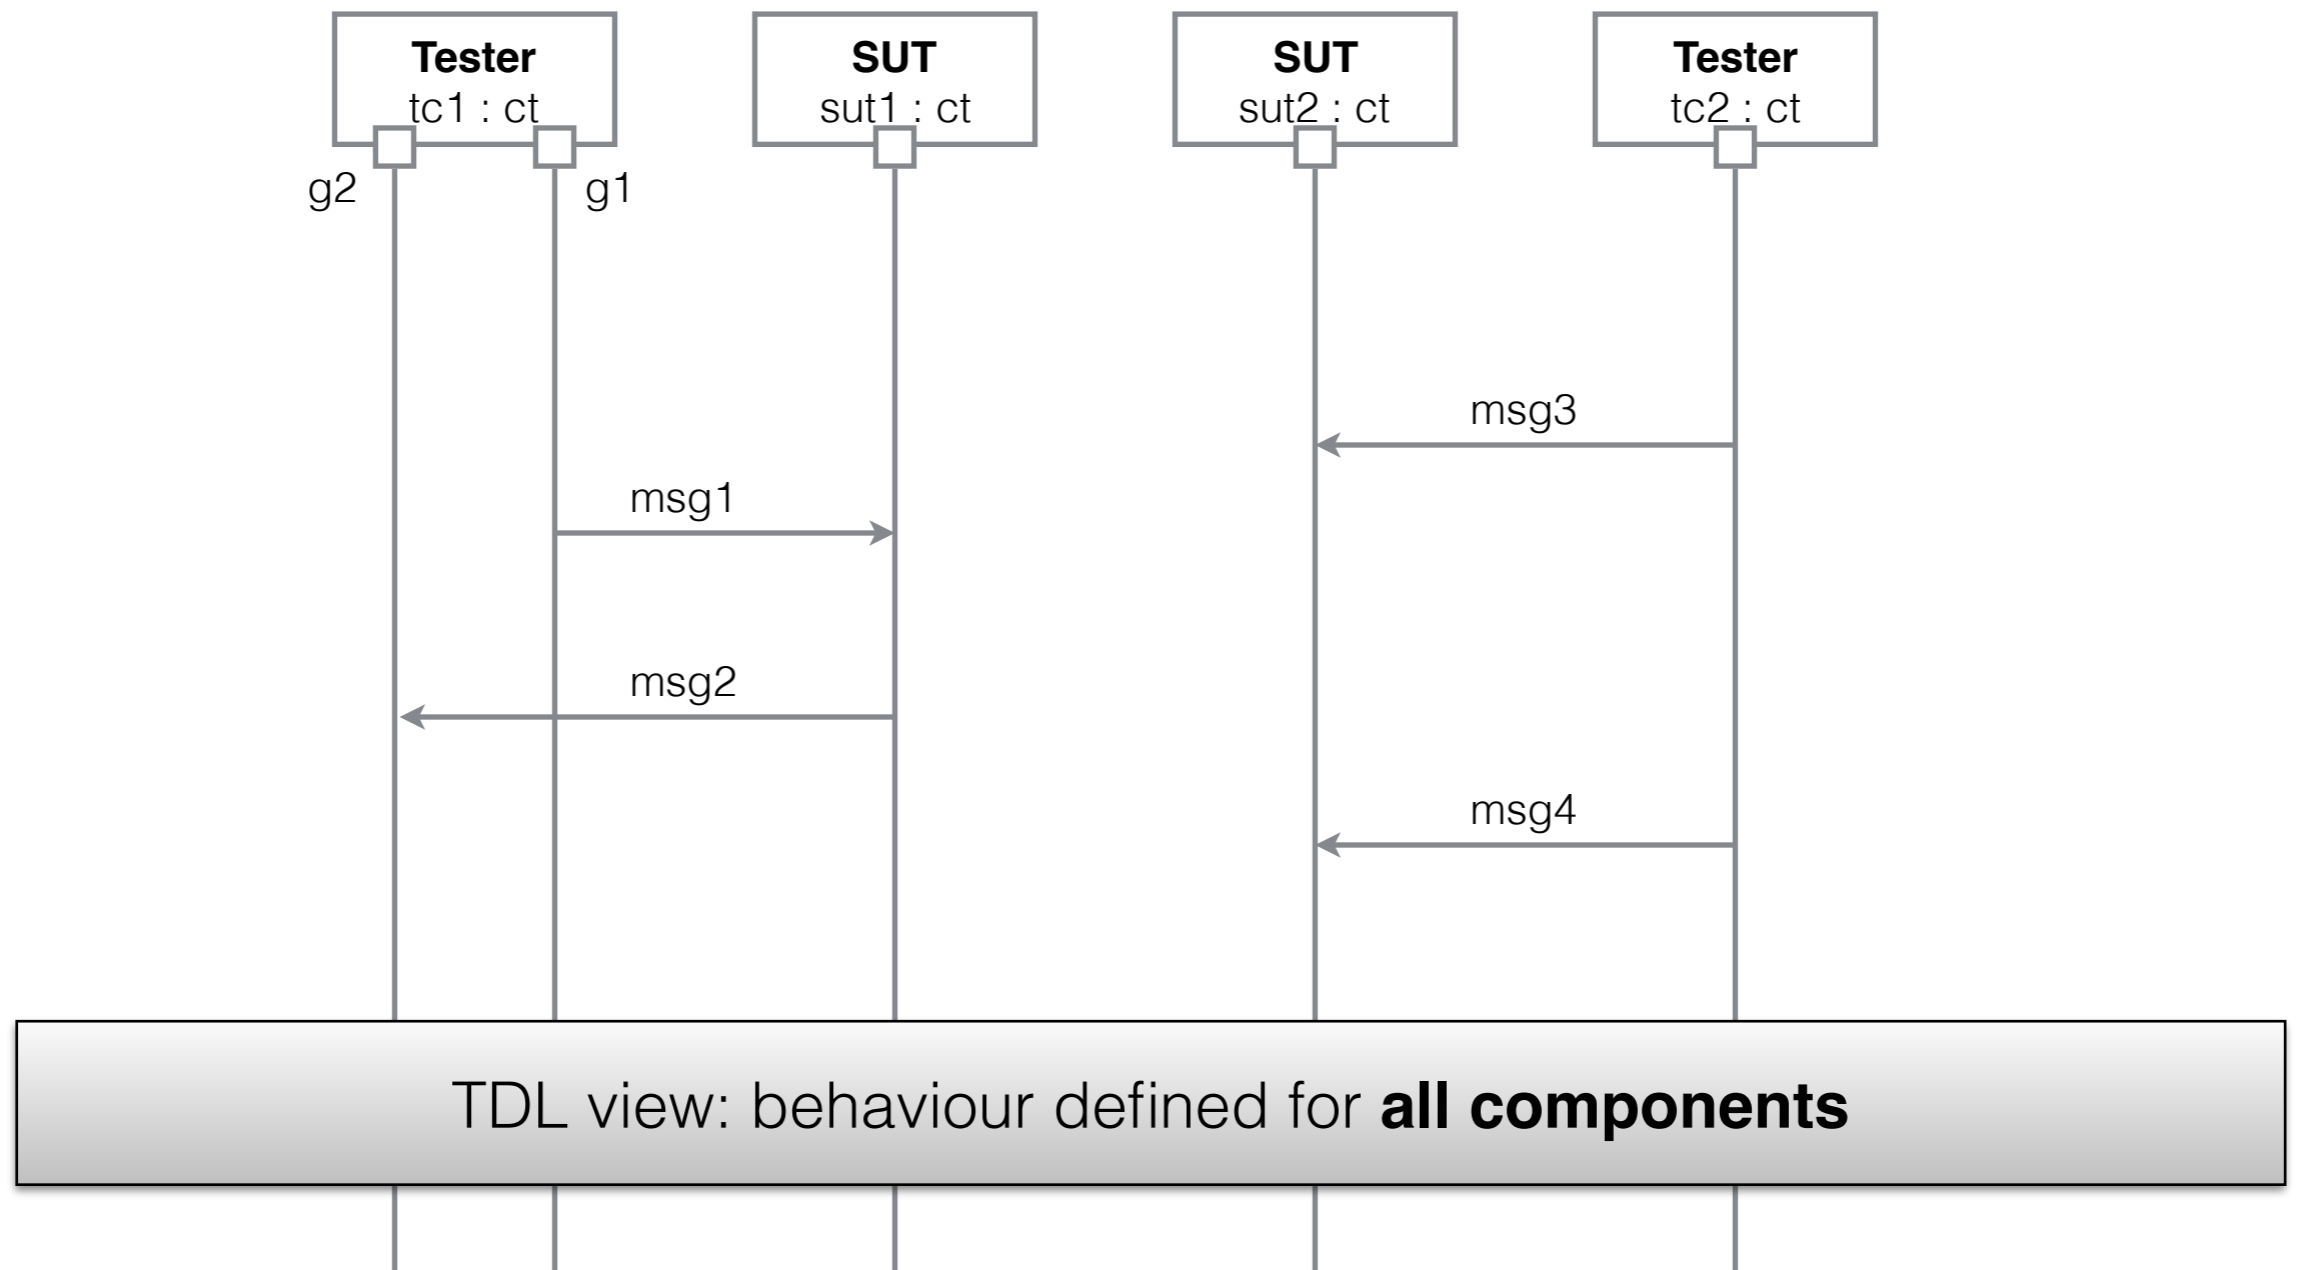 Tester
tc1 : ct
SUT
sut1 : ct
SUT
sut2 : ct
Tester
tc2 : ct
g2
g1
msg3
msg1
msg2
msg4
TDL view: behaviour defined for all components